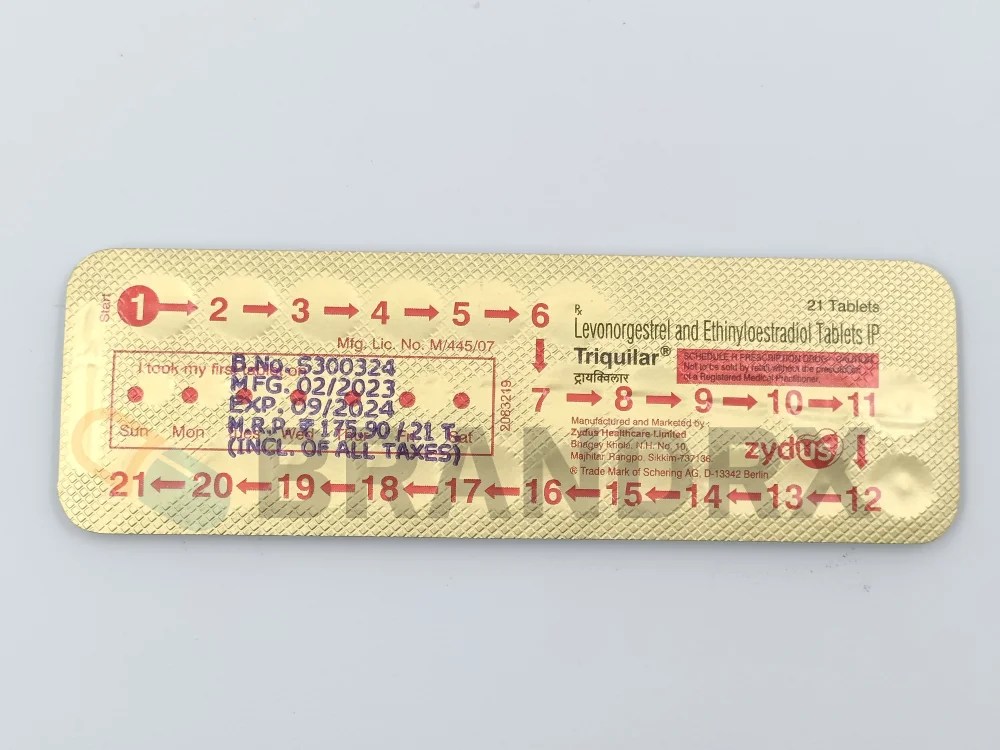 Start 1 2 3 4 5 6
Mfg. Lic. No. M/445/07
I took my first
B.No. S300324
MFG. 02/2023
EXP. 09/2024
M.R.P. ₹ 175.90 / 21 T
(INCL. OF ALL TAXES)
Sun Mon Wed Sat
2083219
21 Tablets
Rx
Levonorgestrel and Ethinyloestradiol Tablets IP
Triquilar®
ट्रायक्विलार
SCHEDULE H PRESCRIPTION DRUG - CAUTION
Not to be sold by retail without the prescription
of a Registered Medical Practitioner.
7 8 9 10 11
Manufactured and Marketed by
Zydus Healthcare Limited
Bhagey Khola, N.H. No. 10,
Majhitar, Rangpo, Sikkim-737136.
® Trade Mark of Schering AG, D-13342 Berlin
zydus
21 20 19 18 17 16 15 14 13 12
BRANDRX